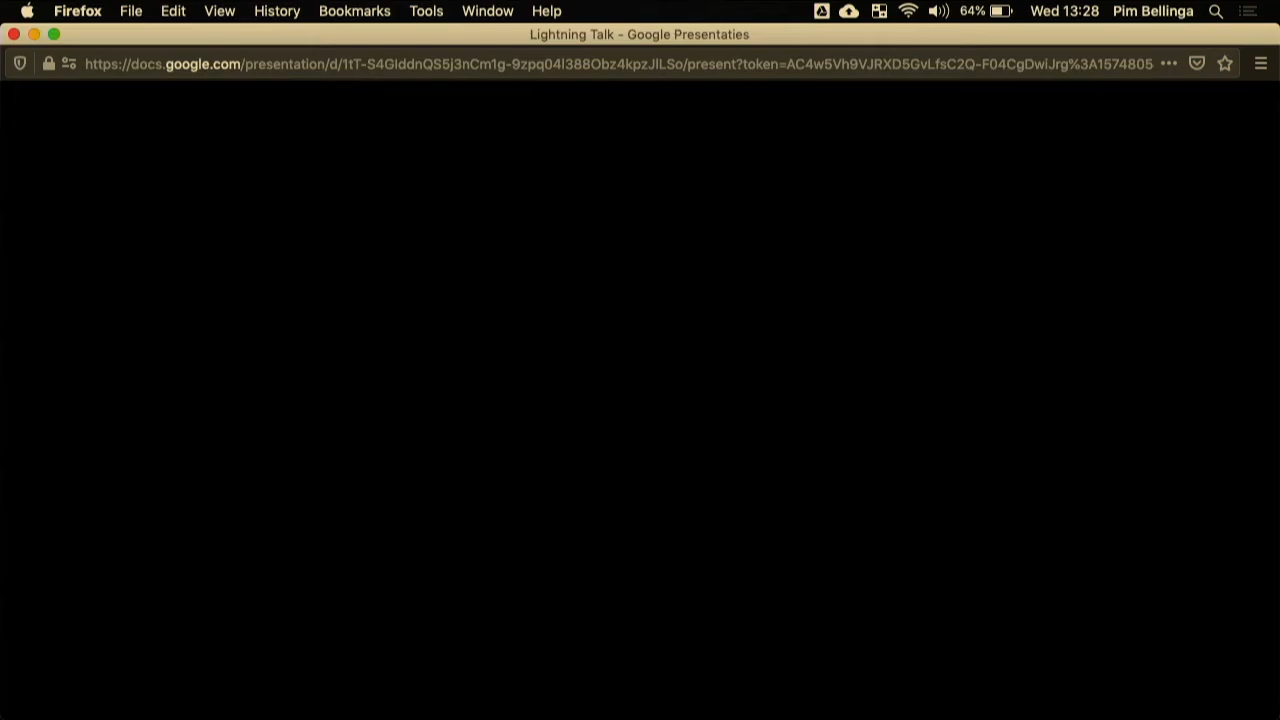 Firefox File Edit View History Bookmarks Tools Window Help 64% Wed 13:28 Pim Bellinga
Lightning Talk - Google Presentaties
https://docs.google.com/presentation/d/1tT-S4GlddnQS5j3nCm1g-9zpq04l388Obz4kpzJlLSo/present?token=AC4w5Vh9VJRXD5GvLfsC2Q-F04CgDwiJrg%3A1574805